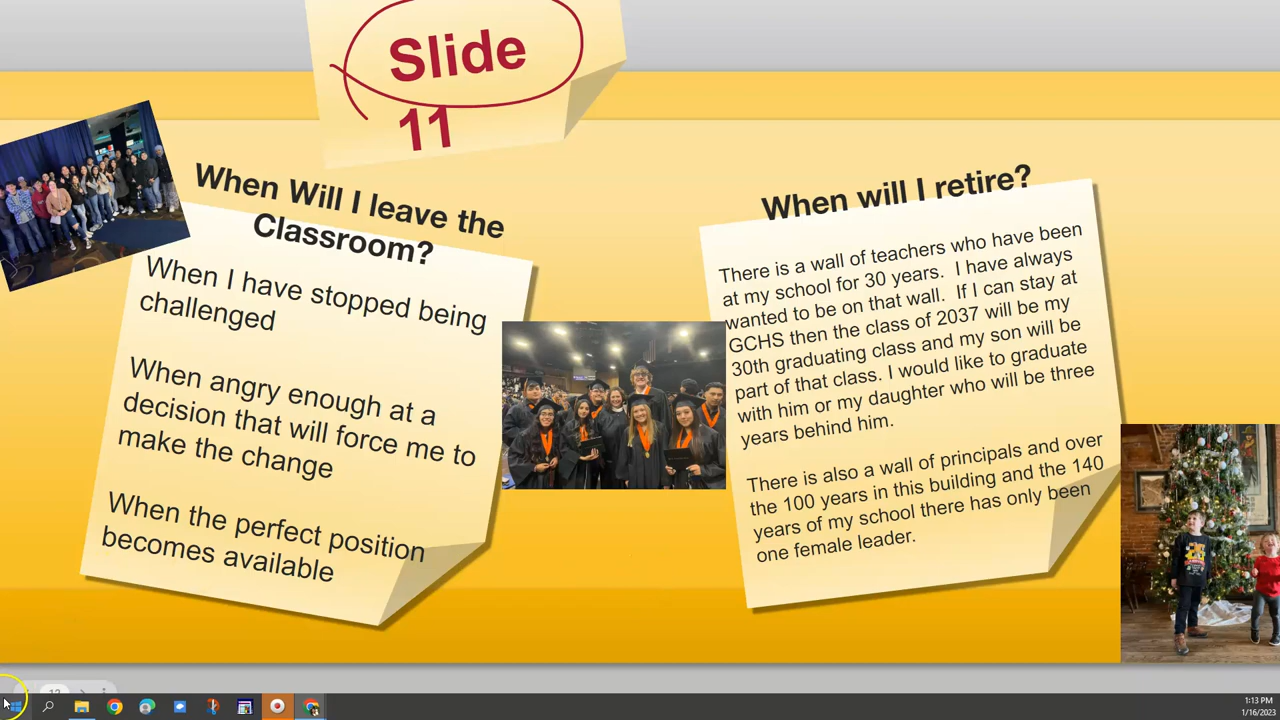 Slide
11
When Will I leave the
Classroom?
When I have stopped being
challenged
When angry enough at a
decision that will force me to
make the change
When the perfect position
becomes available
When will I retire?
There is a wall of teachers who have been
at my school for 30 years. I have always
wanted to be on that wall. If I can stay at
GCHS then the class of 2037 will be my
30th graduating class and my son will be
part of that class. I would like to graduate
with him or my daughter who will be three
years behind him.
There is also a wall of principals and over
the 100 years in this building and the 140
years of my school there has only been
one female leader.
12
1:13 PM
1/16/2023